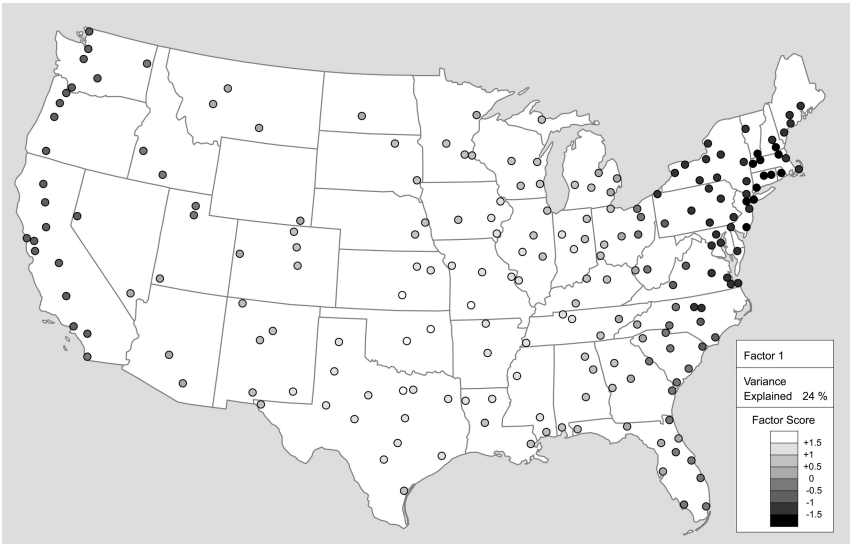 Factor 1
Variance
Explained 24 %
Factor Score
+1.5
+1
+0.5
0
-0.5
-1
-1.5